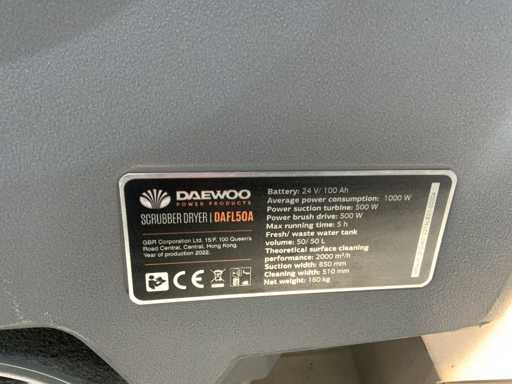 DAEWOO
POWER PRODUCTS
SCRUBBER DRYER | DAFL50A
GBR Corporation Ltd. 15/F, 100 Queen's
Road Central, Central, Hong Kong.
Year of production 2022.
CE
Battery: 24 V/ 100 Ah
Average power consumption: 1000 W
Power suction turbine: 500 W
Power brush drive: 500 W
Max running time: 5 h
Fresh/ waste water tank
volume: 50/ 50 L
Theoretical surface cleaning
performance: 2000 m²/h
Suction width: 850 mm
Cleaning width: 510 mm
Net weight: 160 kg